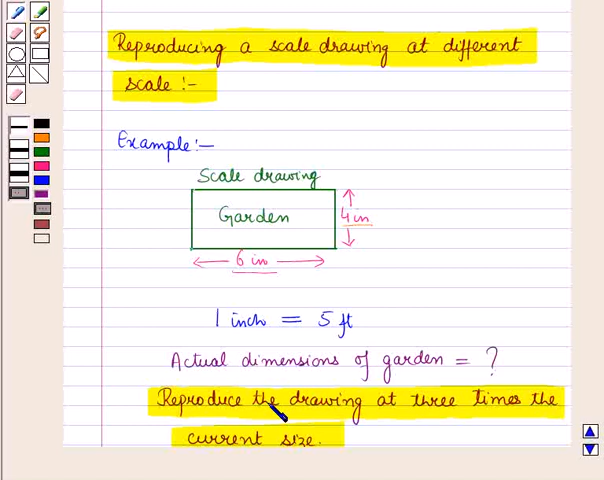 Reproducing a scale drawing at different
scale :-
Example:-
Scale drawing
Garden
4 in
6 in
1 inch = 5 ft
Actual dimensions of garden = ?
Reproduce the drawing at three times the
current size.